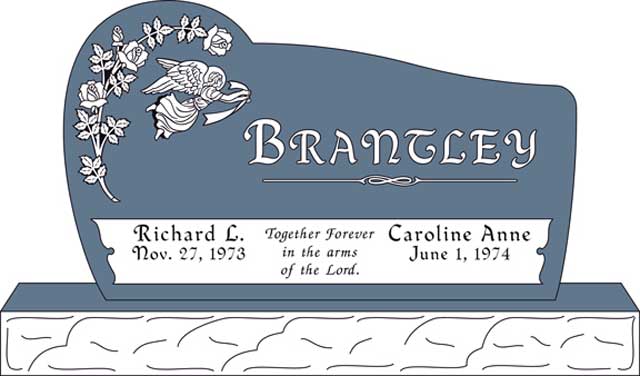 BRANTLEY
Richard L.
Nov. 27, 1973
Together Forever
in the arms
of the Lord.
Caroline Anne
June 1, 1974